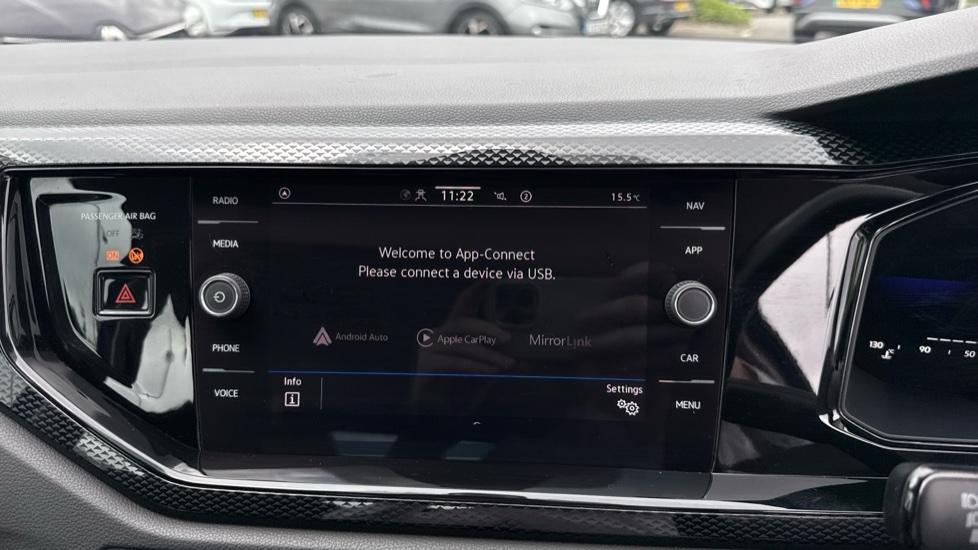 PASSENGER AIR BAG
OFF
ON
RADIO
MEDIA
PHONE
VOICE
11:22
2
15.5°C
Welcome to App-Connect
Please connect a device via USB.
Android Auto
Apple CarPlay
MirrorLink
Info
i
Settings
NAV
APP
CAR
MENU
130 °C
90
50